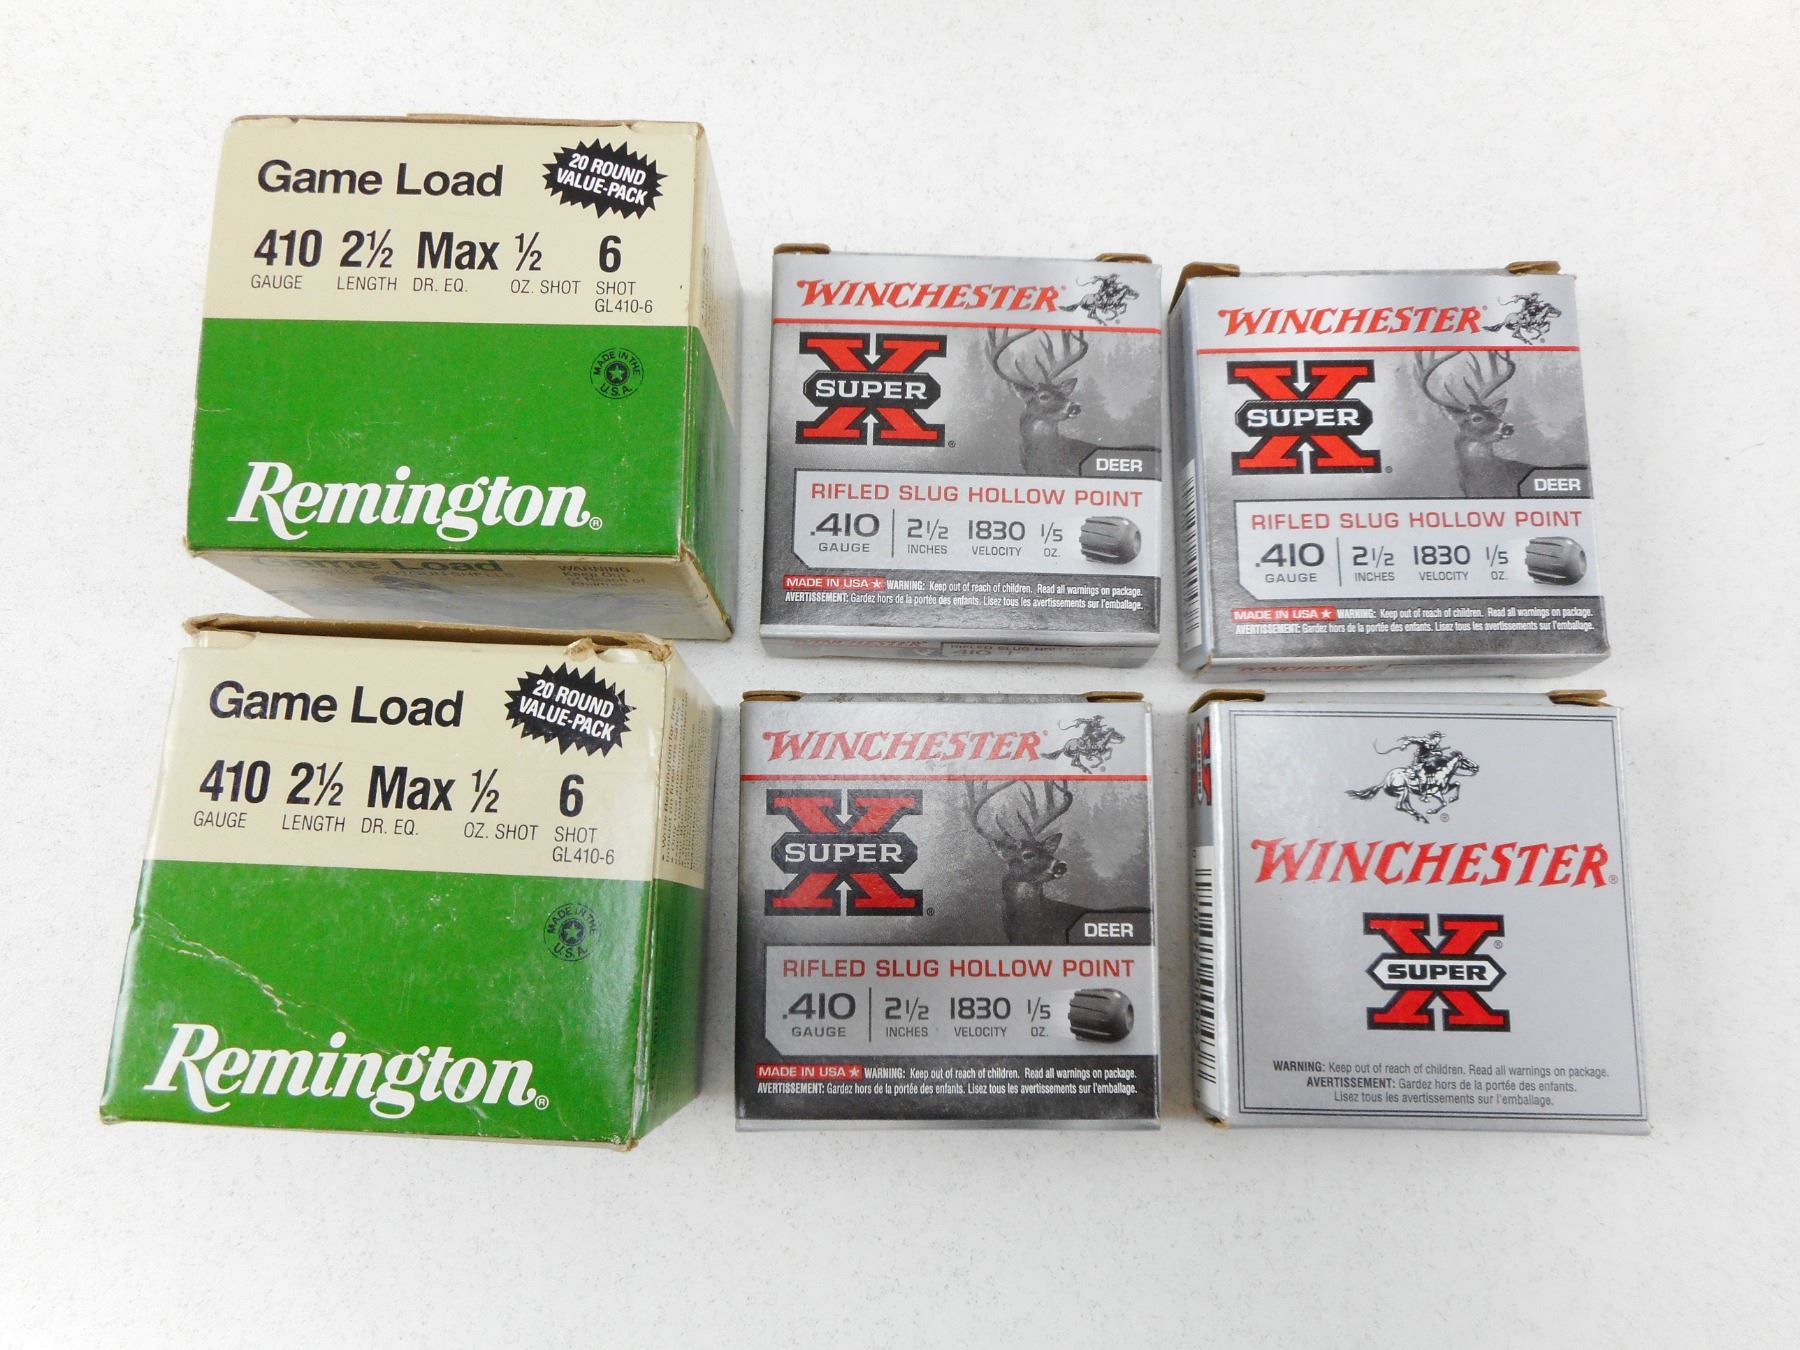 Game Load
20 ROUND
VALUE-PACK
410 2½ Max ½ 6
GAUGE LENGTH DR. EQ. OZ. SHOT SHOT
GL410-6
MADE IN THE
U.S.A.
Remington®
Game Load
WARNING:
Keep Out
of Reach of
WINCHESTER®
X
SUPER
®
DEER
RIFLED SLUG HOLLOW POINT
.410 2½ 1830 1/5
GAUGE INCHES VELOCITY OZ.
MADE IN USA ★ WARNING: Keep out of reach of children. Read all warnings on package.
AVERTISSEMENT: Gardez hors de la portée des enfants. Lisez tous les avertissements sur l'emballage.
WINCHESTER
WINCHESTER®
X
SUPER
®
DEER
RIFLED SLUG HOLLOW POINT
.410 2½ 1830 1/5
GAUGE INCHES VELOCITY OZ.
MADE IN USA ★ WARNING: Keep out of reach of children. Read all warnings on package.
AVERTISSEMENT: Gardez hors de la portée des enfants. Lisez tous les avertissements sur l'emballage.
WINCHESTER
Game Load
20 ROUND
VALUE-PACK
410 2½ Max ½ 6
GAUGE LENGTH DR. EQ. OZ. SHOT SHOT
GL410-6
MADE IN THE
U.S.A.
Remington®
WINCHESTER®
X
SUPER
®
DEER
RIFLED SLUG HOLLOW POINT
.410 2½ 1830 1/5
GAUGE INCHES VELOCITY OZ.
MADE IN USA ★ WARNING: Keep out of reach of children. Read all warnings on package.
AVERTISSEMENT: Gardez hors de la portée des enfants. Lisez tous les avertissements sur l'emballage.
®
WINCHESTER®
X
SUPER
®
WARNING: Keep out of reach of children. Read all warnings on package.
AVERTISSEMENT: Gardez hors de la portée des enfants.
Lisez tous les avertissements sur l'emballage.